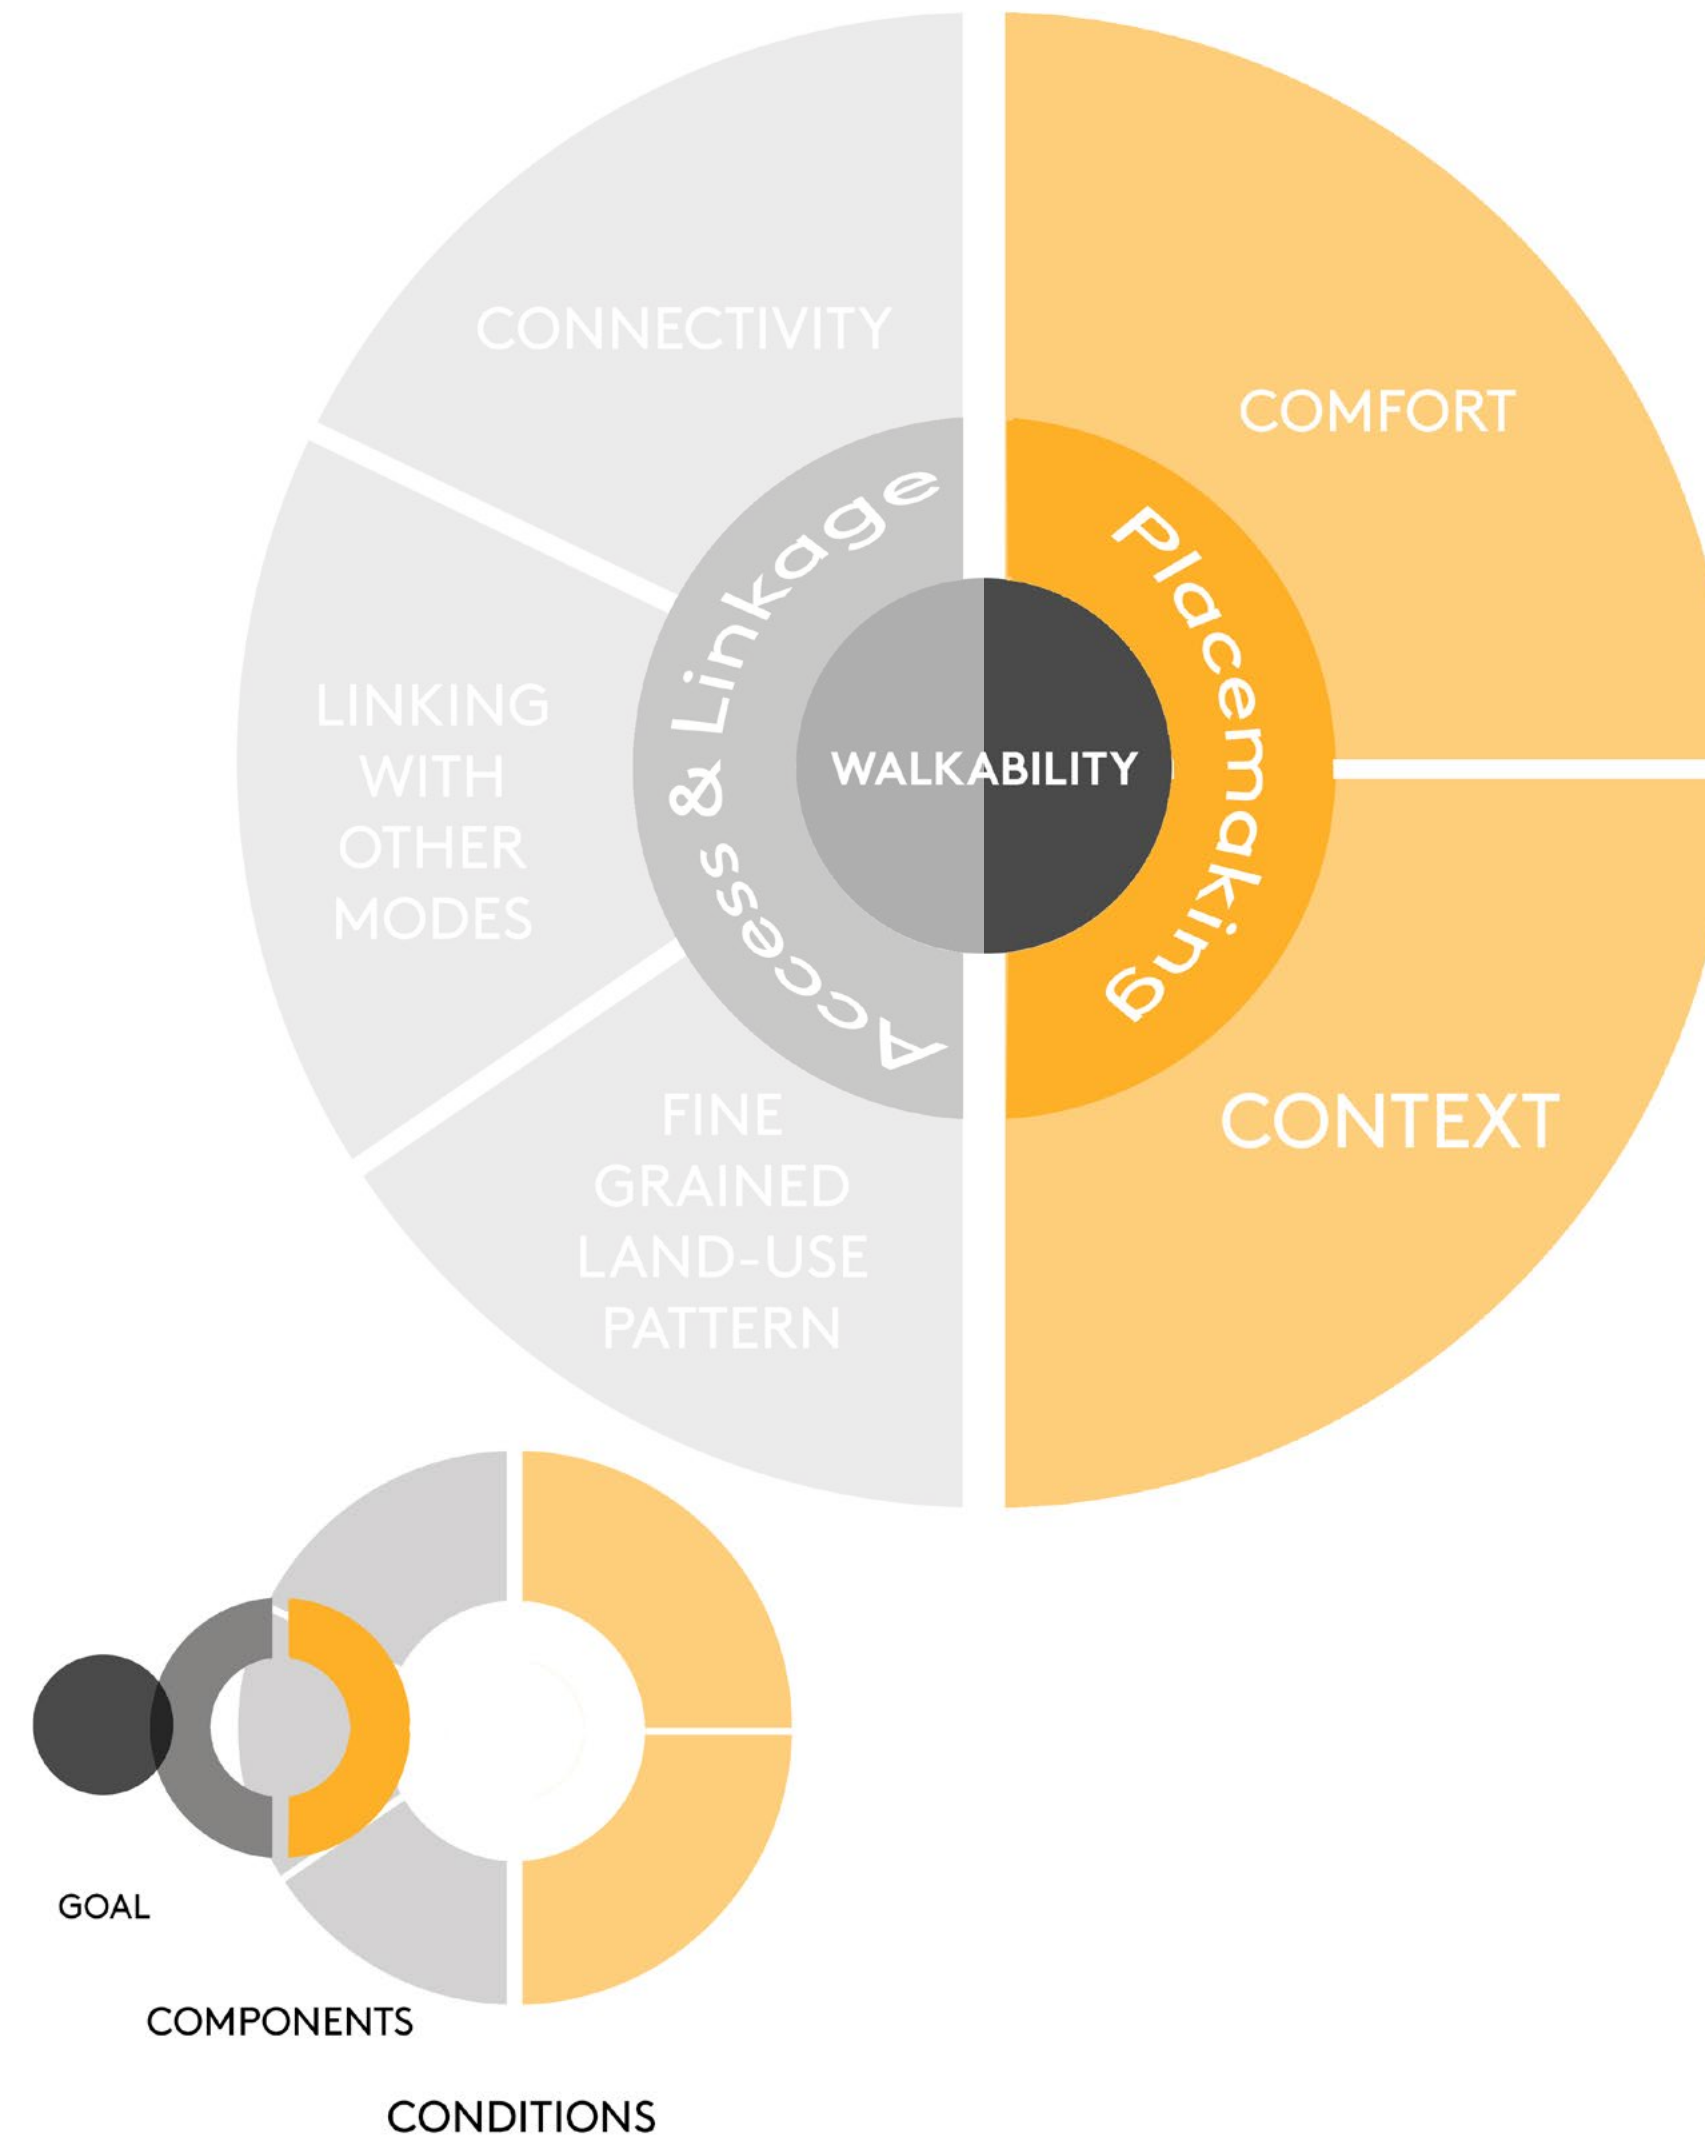 CONNECTIVITY
COMFORT
Access & Linkage
Placemaking
LINKING
WITH
OTHER
MODES
WALKABILITY
FINE
GRAINED
LAND-USE
PATTERN
CONTEXT
GOAL
COMPONENTS
CONDITIONS